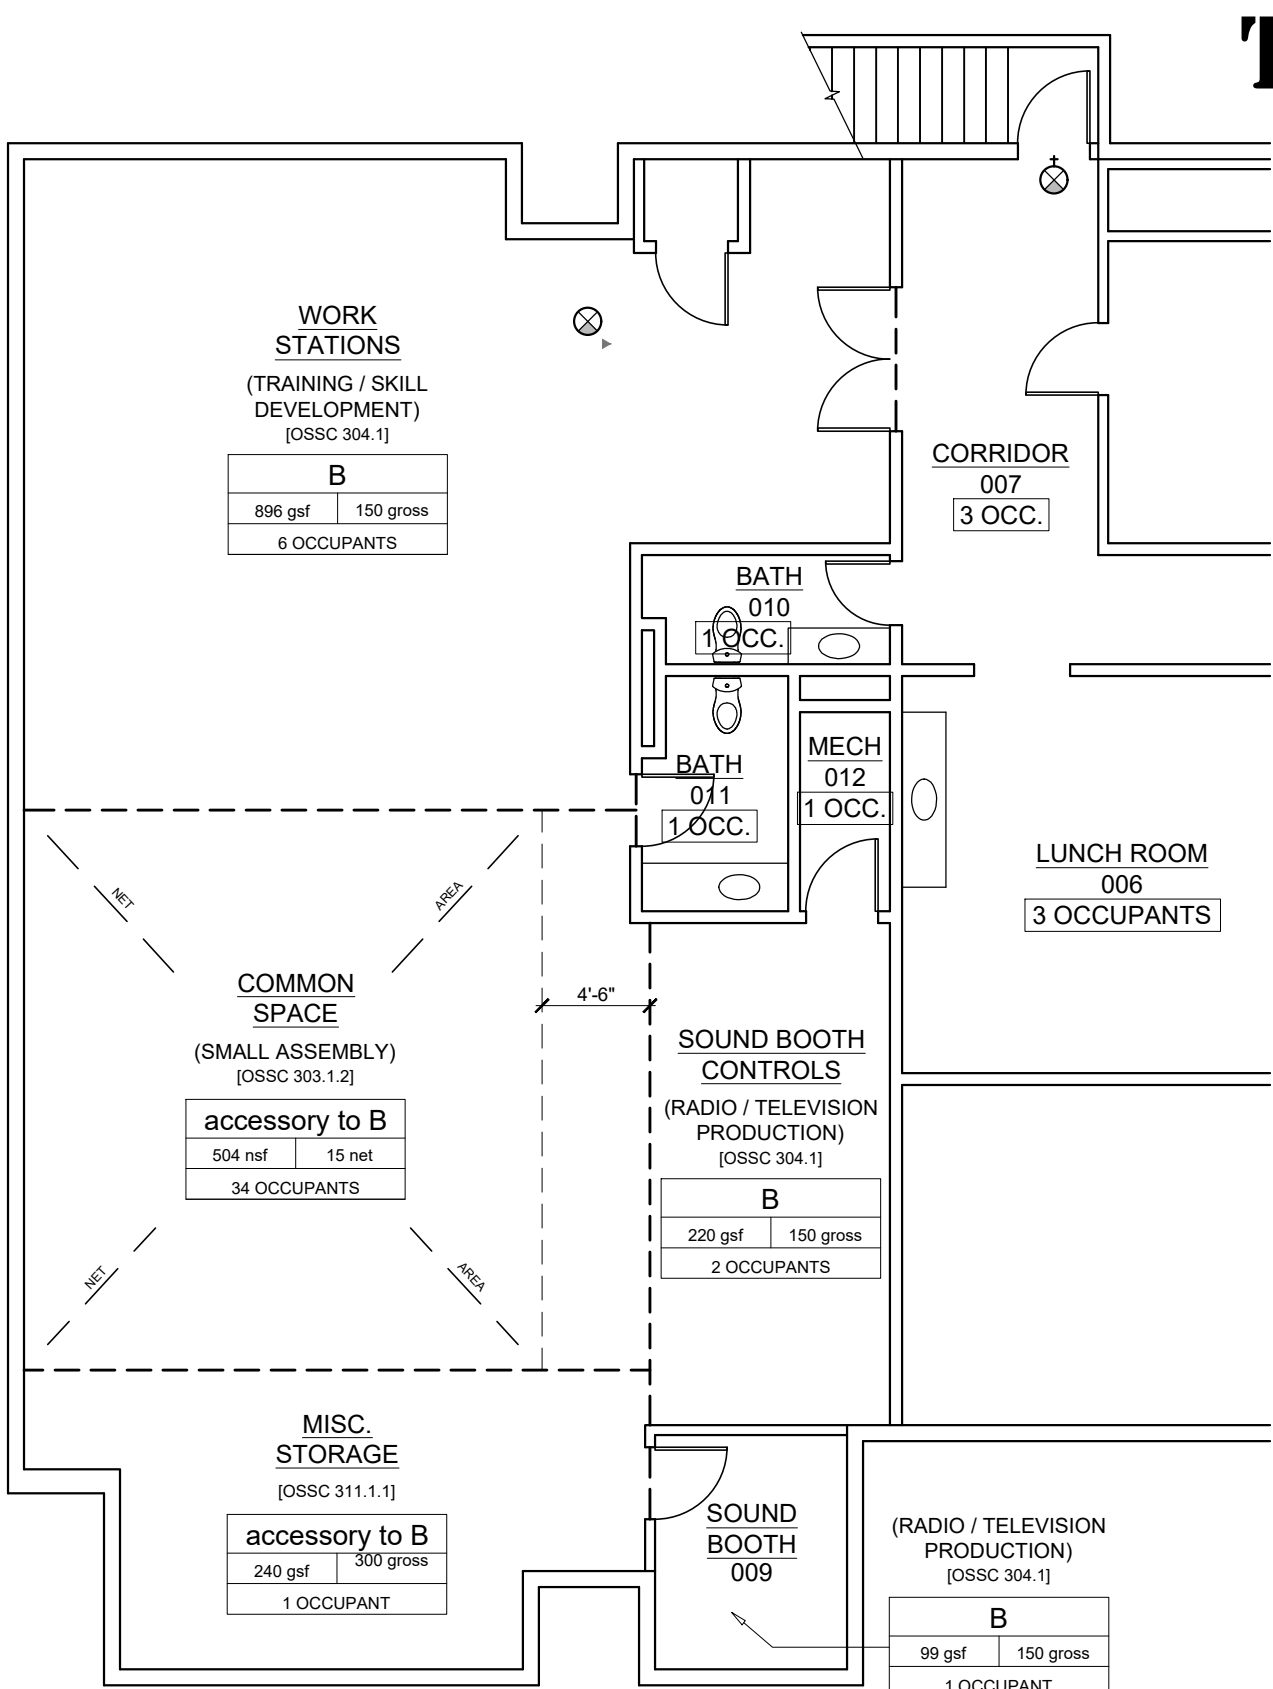 T
WORK
STATIONS
(TRAINING / SKILL
DEVELOPMENT)
[OSSC 304.1]
B
896 gsf 150 gross
6 OCCUPANTS
CORRIDOR
007
3 OCC.
BATH
010
1 OCC.
BATH
011
1 OCC.
MECH
012
1 OCC.
LUNCH ROOM
006
3 OCCUPANTS
NET
AREA
COMMON
SPACE
(SMALL ASSEMBLY)
[OSSC 303.1.2]
accessory to B
504 nsf 15 net
34 OCCUPANTS
NET
AREA
4'-6"
SOUND BOOTH
CONTROLS
(RADIO / TELEVISION
PRODUCTION)
[OSSC 304.1]
B
220 gsf 150 gross
2 OCCUPANTS
MISC.
STORAGE
[OSSC 311.1.1]
accessory to B
240 gsf 300 gross
1 OCCUPANT
SOUND
BOOTH
009
(RADIO / TELEVISION
PRODUCTION)
[OSSC 304.1]
B
99 gsf 150 gross
1 OCCUPANT